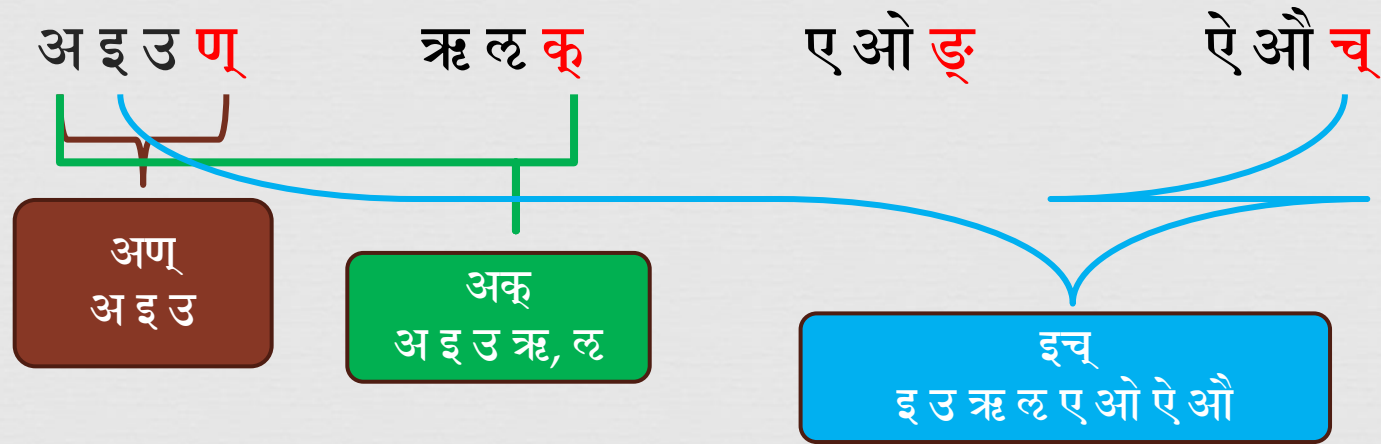 अ इ उ ण् ऋ ऌ क् ए ओ ङ् ऐ औ च्
अण्
अ इ उ
अक्
अ इ उ ऋ, ऌ
इच्
इ उ ऋ ऌ ए ओ ऐ औ